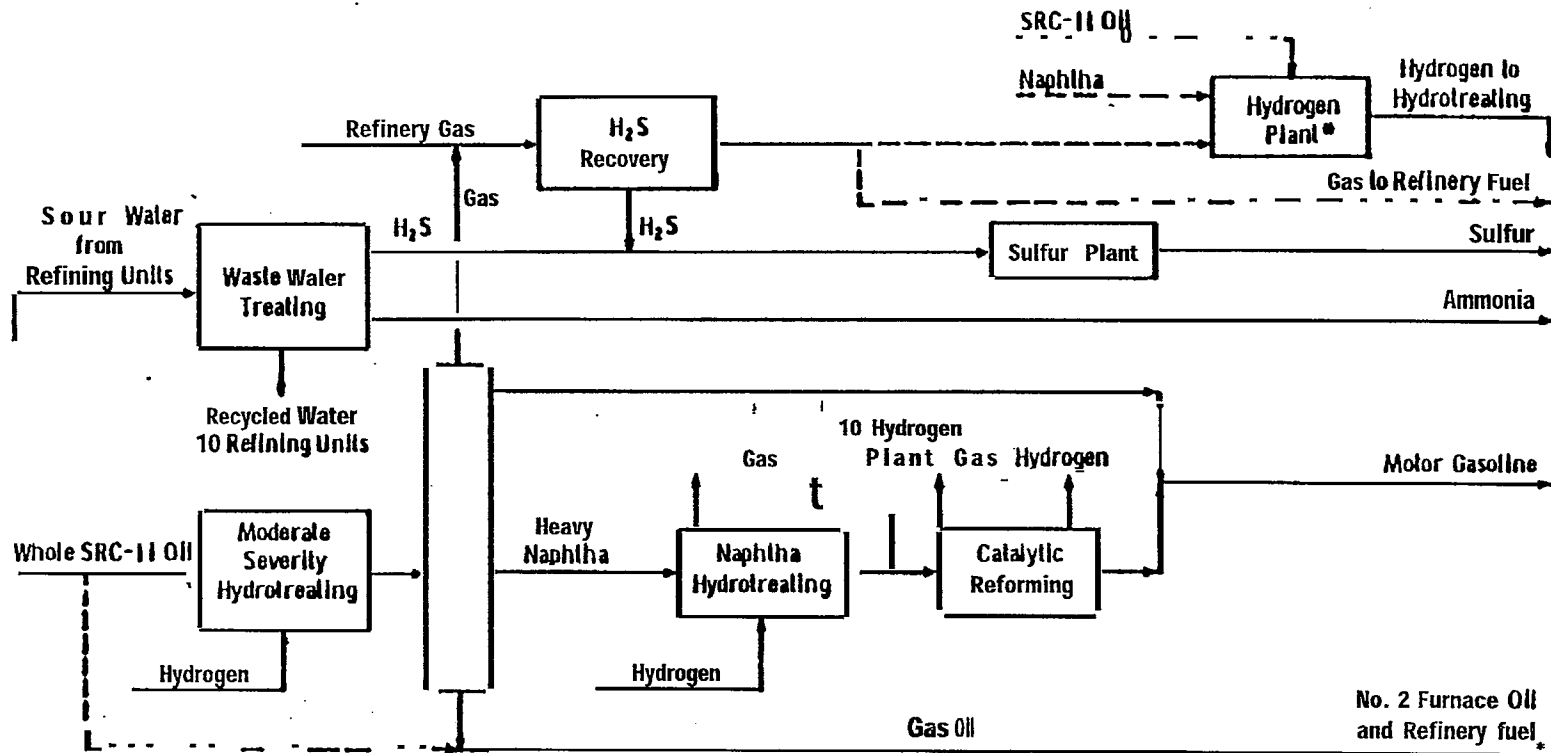 SRC-II Oil
Naphtha
Hydrogen
Plant*
Hydrogen to
Hydrotreating
Refinery Gas
H₂S
Recovery
Gas to Refinery Fuel
Gas
Sour Water
from
Refining Units
H₂S
H₂S
Waste Water
Treating
Sulfur Plant
Sulfur
Ammonia
Recycled Water
10 Refining Units
10 Hydrogen
Gas
Plant Gas Hydrogen
t
Motor Gasoline
Whole SRC-II Oil
Moderate
Severity
Hydrotreating
Heavy
Naphtha
Naphtha
Hydrotreating
Catalytic
Reforming
Hydrogen
Hydrogen
No. 2 Furnace Oil
and Refinery fuel*
Gas Oil